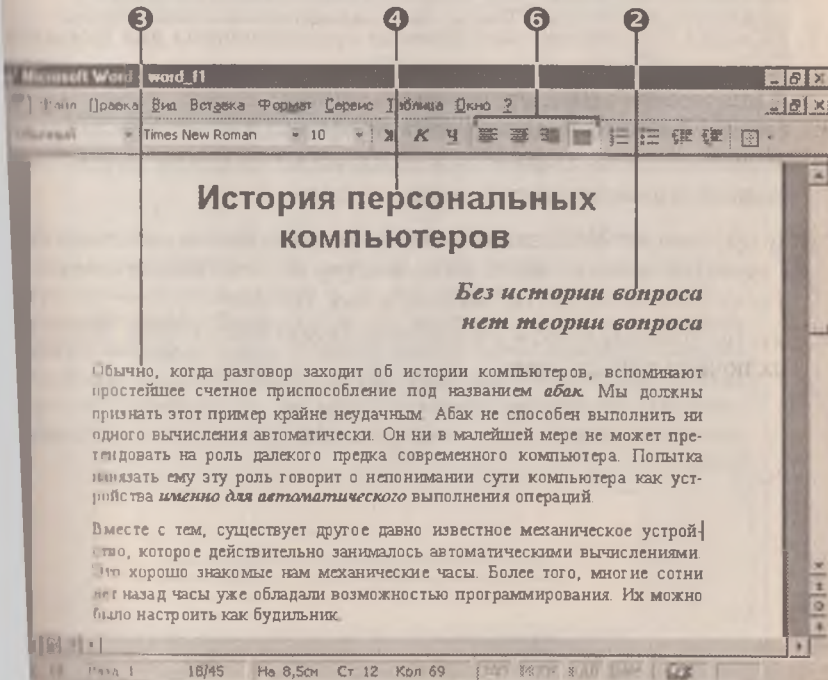 3 4 6 2
Microsoft Word word_f1
Файл Правка Вид Вставка Формат Сервис Таблица Окно ?
Обычный Times New Roman 10 Ж К Ч
История персональных
компьютеров
Без истории вопроса
нет теории вопроса
Обычно, когда разговор заходит об истории компьютеров, вспоминают
простейшее счетное приспособление под названием абак. Мы должны
признать этот пример крайне неудачным. Абак не способен выполнить ни
одного вычисления автоматически. Он ни в малейшей мере не может пре-
тендовать на роль далекого предка современного компьютера. Попытка
навязать ему эту роль говорит о непонимании сути компьютера как уст-
ройства именно для автоматического выполнения операций.
Вместе с тем, существует другое давно известное механическое устрой-
ство, которое действительно занималось автоматическими вычислениями.
Это хорошо знакомые нам механические часы. Более того, многие сотни
лет назад часы уже обладали возможностью программирования. Их можно
было настроить как будильник.
1 18/45 На 8,5см Ст 12 Кол 69